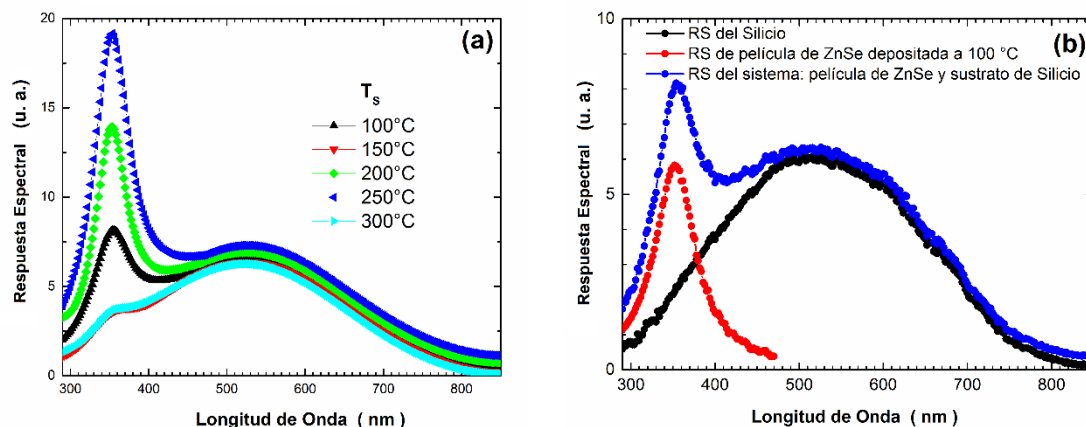 (a)
20
15
10
5
0
Respuesta Espectral (u. a.)
T_S
100°C
150°C
200°C
250°C
300°C
300 400 500 600 700 800
Longitud de Onda ( nm )
(b)
10
5
0
Respuesta Espectral (u. a.)
RS del Silicio
RS de película de ZnSe depositada a 100 °C
RS del sistema: película de ZnSe y sustrato de Silicio
300 400 500 600 700 800
Longitud de Onda ( nm )